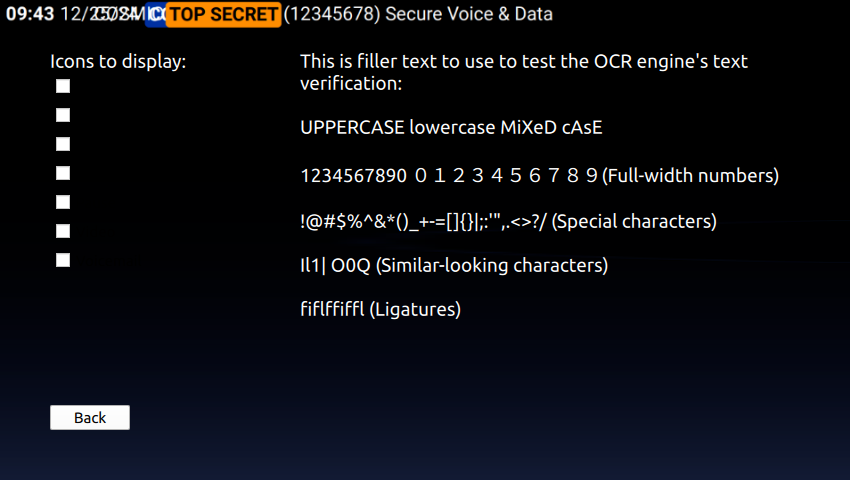 09:43 12/25/24 TOP SECRET (12345678) Secure Voice & Data
Icons to display:
This is filler text to use to test the OCR engine's text
verification:
UPPERCASE lowercase MiXeD cAsE
1234567890 ０１２３４５６７８９(Full-width numbers)
!@#$%^&*()_+-=[]{}|;:'",.<>?/ (Special characters)
Il1| O0Q (Similar-looking characters)
fiflffiffl (Ligatures)
Back